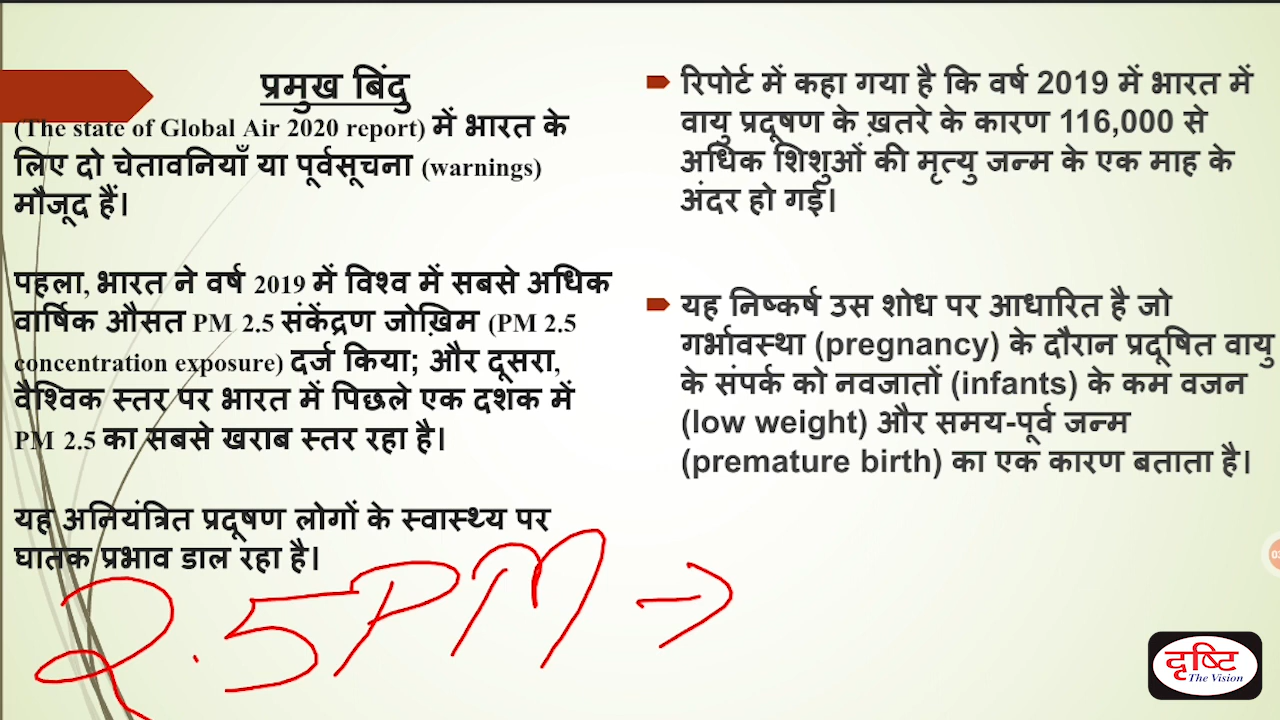 प्रमुख बिंदु
(The state of Global Air 2020 report) में भारत के
लिए दो चेतावनियाँ या पूर्वसूचना (warnings)
मौजूद हैं।
पहला, भारत ने वर्ष 2019 में विश्व में सबसे अधिक
वार्षिक औसत PM 2.5 संकेंद्रण जोख़िम (PM 2.5
concentration exposure) दर्ज किया; और दूसरा,
वैश्विक स्तर पर भारत में पिछले एक दशक में
PM 2.5 का सबसे खराब स्तर रहा है।
यह अनियंत्रित प्रदूषण लोगों के स्वास्थ्य पर
घातक प्रभाव डाल रहा है।
2.5 PM →
रिपोर्ट में कहा गया है कि वर्ष 2019 में भारत में
वायु प्रदूषण के ख़तरे के कारण 116,000 से
अधिक शिशुओं की मृत्यु जन्म के एक माह के
अंदर हो गई।
यह निष्कर्ष उस शोध पर आधारित है जो
गर्भावस्था (pregnancy) के दौरान प्रदूषित वायु
के संपर्क को नवजातों (infants) के कम वजन
(low weight) और समय-पूर्व जन्म
(premature birth) का एक कारण बताता है।
दृष्टि
The Vision